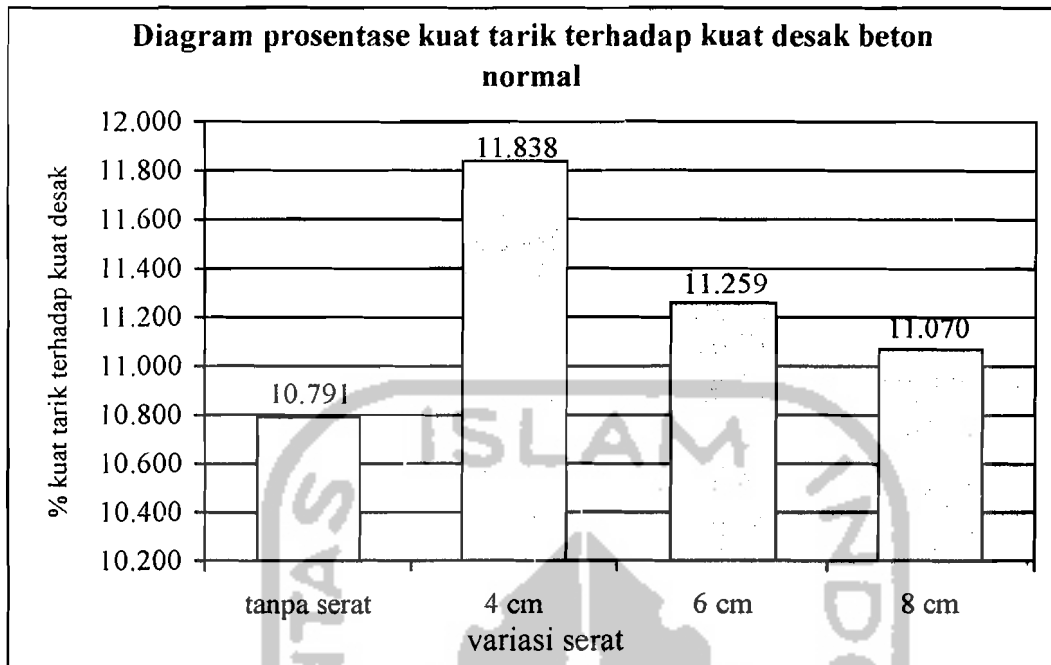 Diagram prosentase kuat tarik terhadap kuat desak beton
normal
% kuat tarik terhadap kuat desak
12.000
11.800
11.600
11.400
11.200
11.000
10.800
10.600
10.400
10.200
10.791
11.838
11.259
11.070
tanpa serat
4 cm
6 cm
8 cm
variasi serat
ISLAM